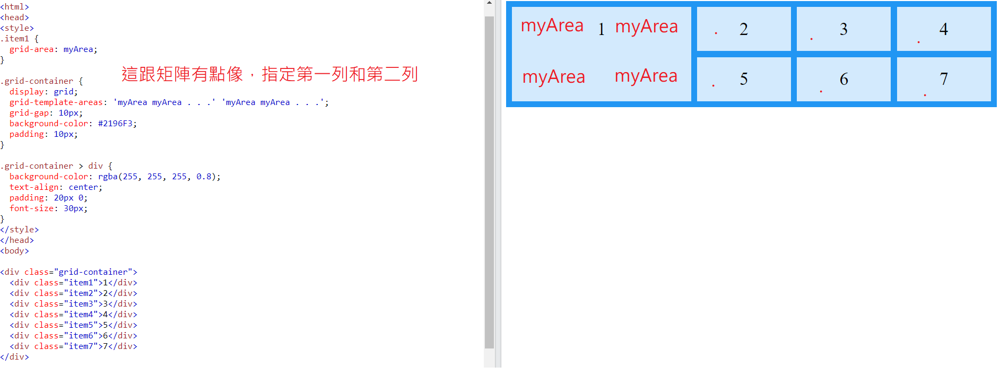 <html>
<head>
<style>
.item1 {
  grid-area: myArea;
}
這跟矩陣有點像，指定第一列和第二列
.grid-container {
  display: grid;
  grid-template-areas: 'myArea myArea . . .' 'myArea myArea . . .';
  grid-gap: 10px;
  background-color: #2196F3;
  padding: 10px;
}
.grid-container > div {
  background-color: rgba(255, 255, 255, 0.8);
  text-align: center;
  padding: 20px 0;
  font-size: 30px;
}
</style>
</head>
<body>
<div class="grid-container">
  <div class="item1">1</div>
  <div class="item2">2</div>
  <div class="item3">3</div>
  <div class="item4">4</div>
  <div class="item5">5</div>
  <div class="item6">6</div>
  <div class="item7">7</div>
</div>
myArea 1 myArea . 2 . 3 . 4
myArea myArea . 5 . 6 . 7